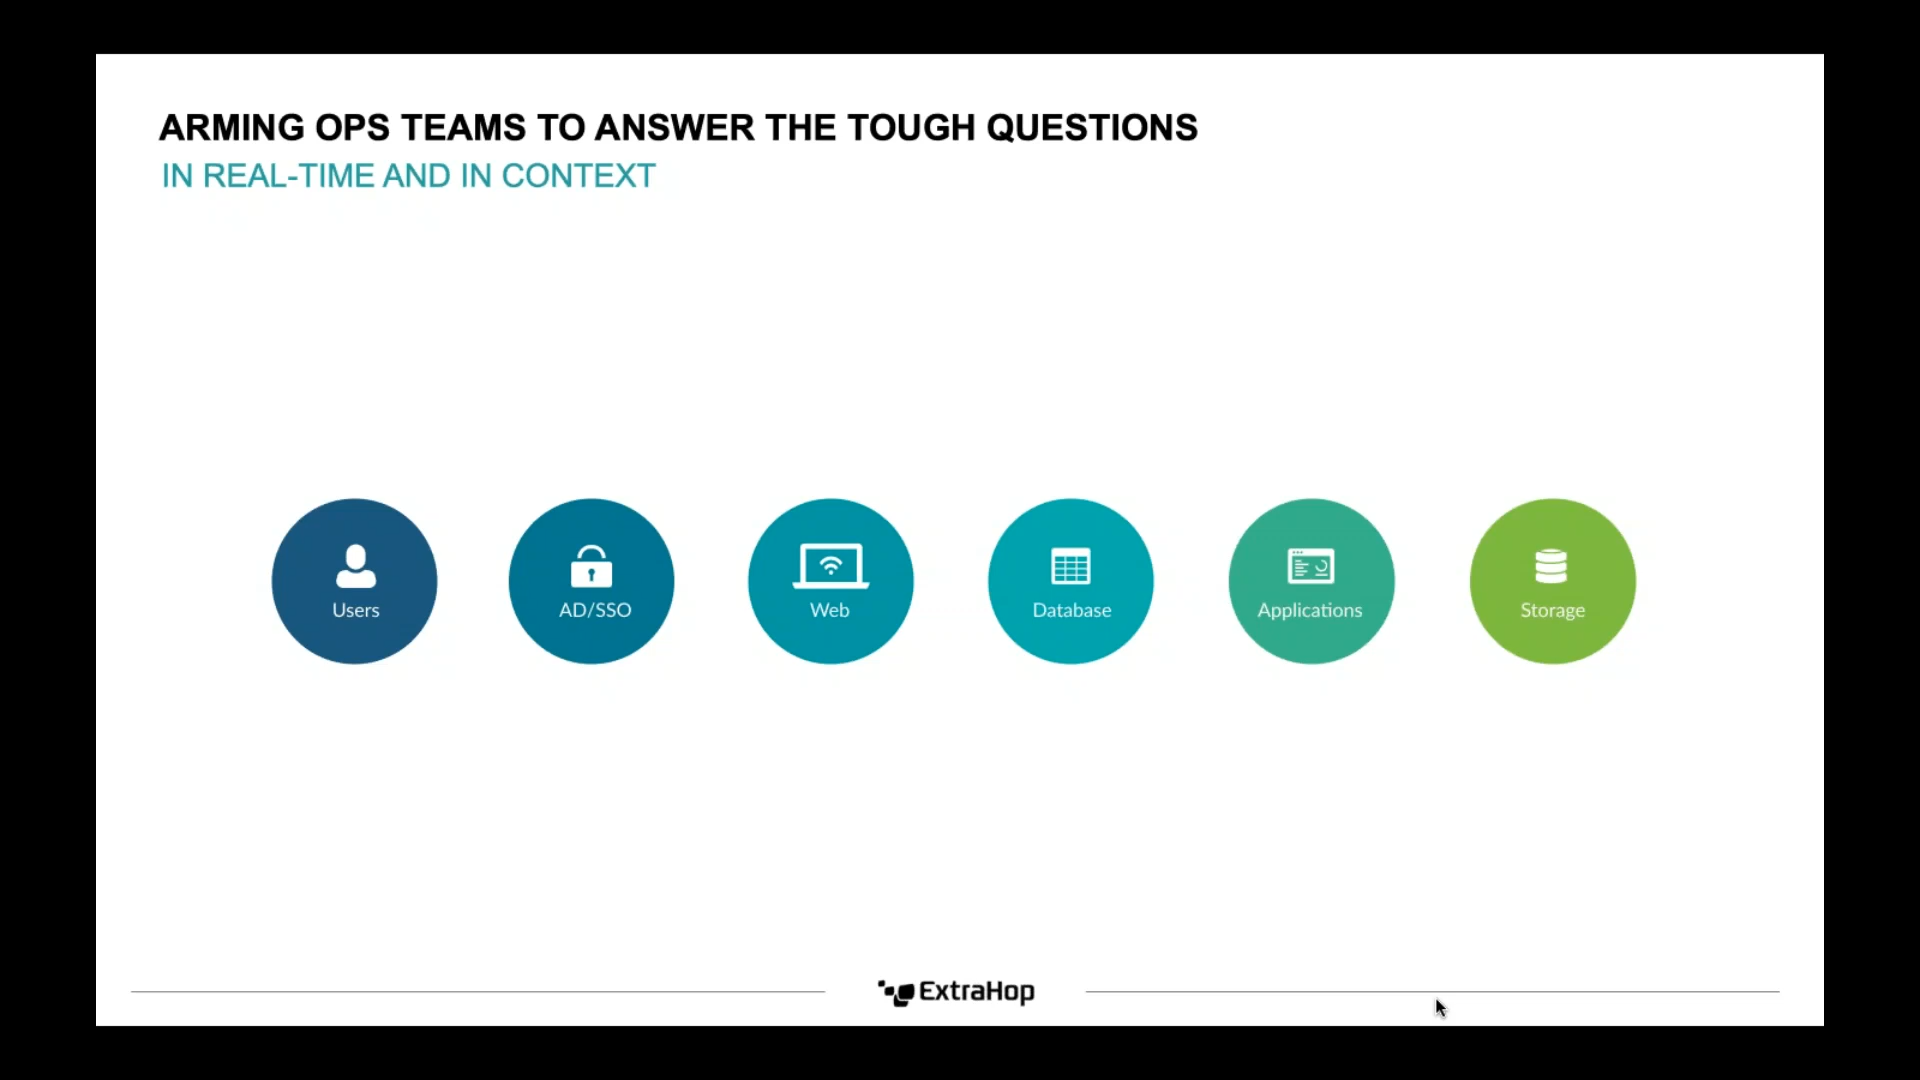 ARMING OPS TEAMS TO ANSWER THE TOUGH QUESTIONS
IN REAL-TIME AND IN CONTEXT
Users
AD/SSO
Web
Database
Applications
Storage
ExtraHop